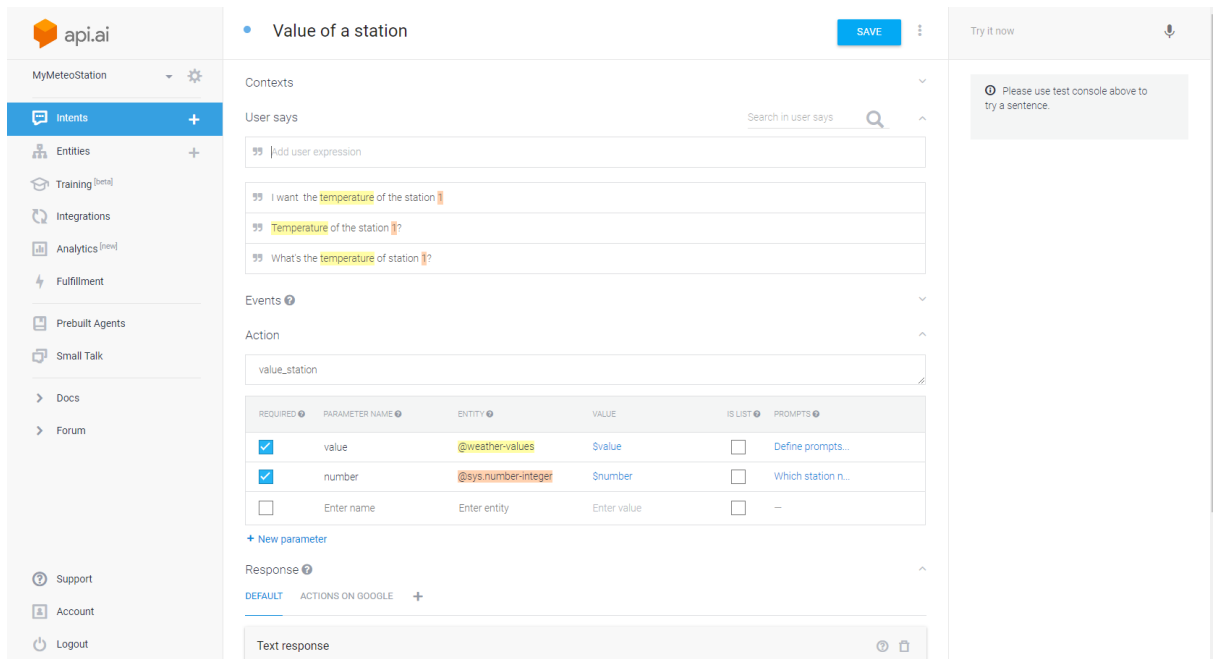 api.ai
Value of a station
SAVE
Try it now
MyMeteoStation
Intents
Entities
Training [beta]
Integrations
Analytics [new]
Fulfillment
Prebuilt Agents
Small Talk
Docs
Forum
Support
Account
Logout
Contexts
User says
Search in user says
Add user expression
I want the temperature of the station 1
Temperature of the station 1?
What's the temperature of station 1?
Events
Action
value_station
REQUIRED PARAMETER NAME ENTITY VALUE IS LIST PROMPTS
value @weather-values $value Define prompts...
number @sys.number-integer $number Which station n...
Enter name Enter entity Enter value –
+ New parameter
Response
DEFAULT ACTIONS ON GOOGLE +
Text response
Please use test console above to
try a sentence.